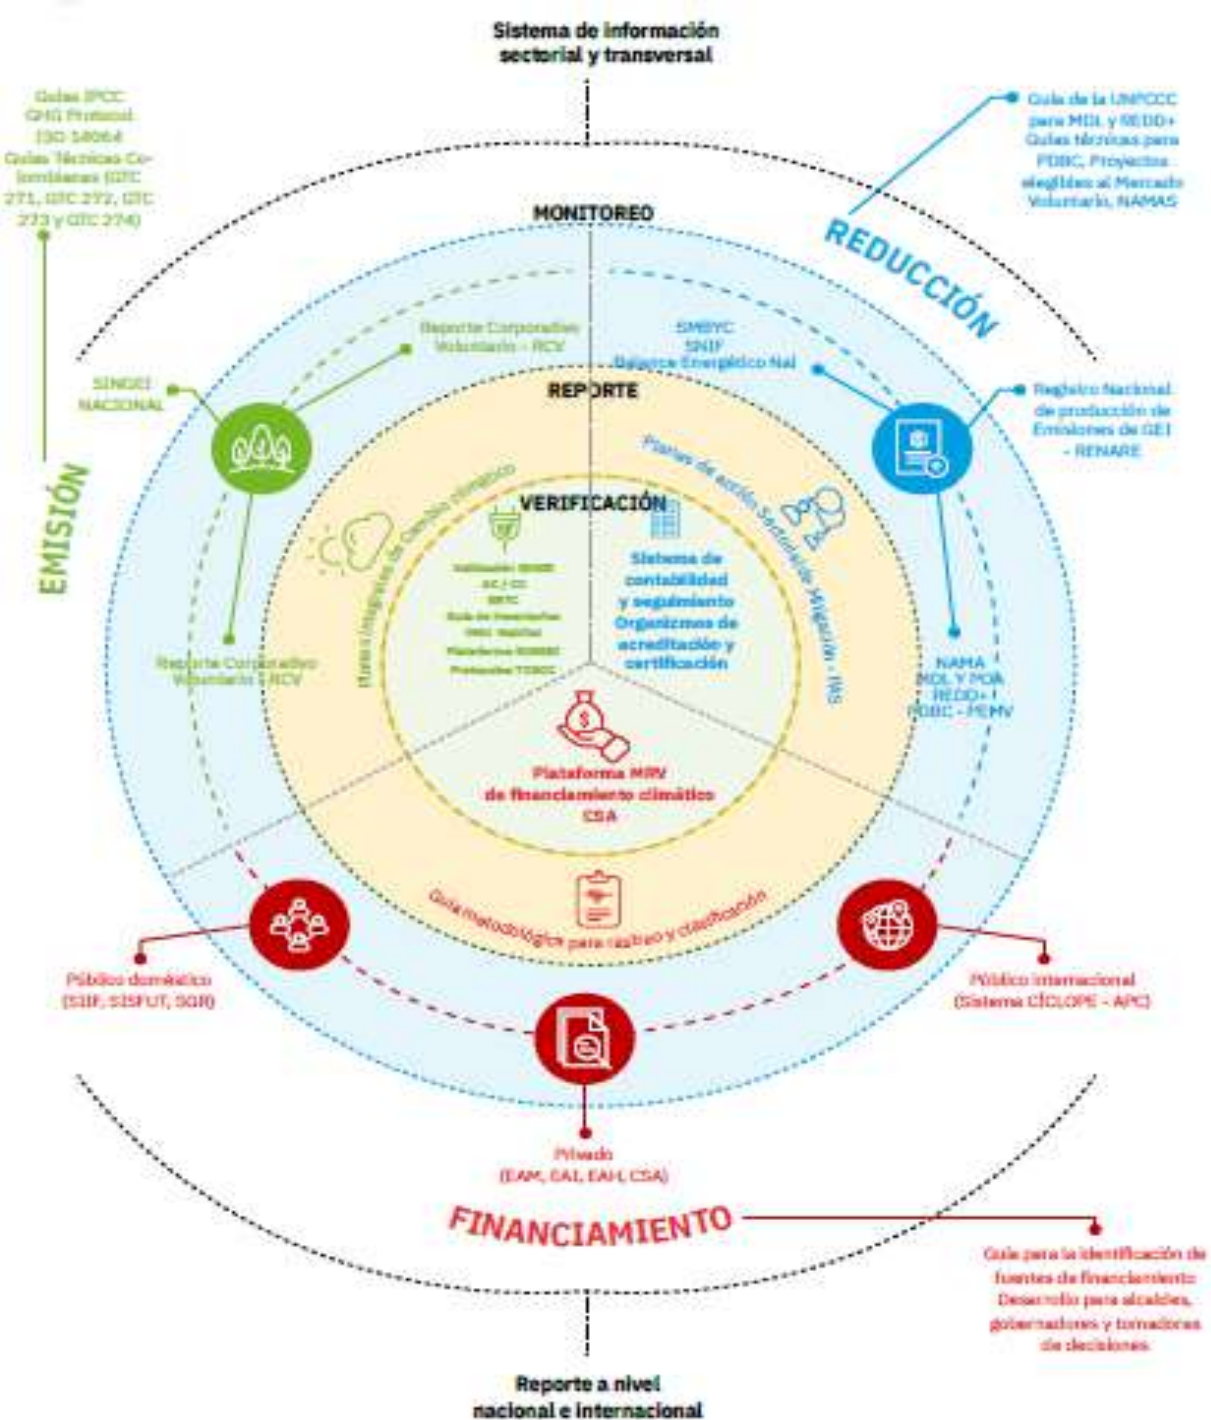 Sistema de información
sectorial y transversal
Guías IPCC
GHG Protocol
ISO 14064
Guías Técnicas Co-
lombianas (GTC
271, GTC 272, GTC
273 y GTC 274)
Guía de la UNFCCC
para MDL y REDD+
Guías técnicas para
PDBC, Proyectos
elegibles al Mercado
Voluntario, NAMAS
MONITOREO
REDUCCIÓN
Reporte Corporativo
Voluntario - RCV
SMBYC
SNIF
Balance Energético Nal
SINGEI
NACIONAL
REPORTE
Registro Nacional
de
Emisiones de GEI
- RENARE
EMISIÓN
Planes Integrales de Cambio climático
Planes de acción Sectorial de Mitigación - PAS
VERIFICACIÓN
Sistema de
contabilidad
y seguimiento
Organizmos de
acreditación y
certificación
Reporte Corporativo
Voluntario - RCV
NAMA
MDL Y POA
REDD+
PDBC - PEMV
Plataforma MRV
de financiamiento climático
CSA
Guía metodológica para rastreo y clasificación
Público doméstico
(SIIF, SISFUT, SGR)
Público internacional
(Sistema CÍCLOPE - APC)
Privado
(EAM, EAI, EAH, CSA)
FINANCIAMIENTO
Guía para la identificación de
fuentes de financiamiento
Desarrollo para alcaldes,
gobernadores y tomadores
de decisiones
Reporte a nivel
nacional e internacional